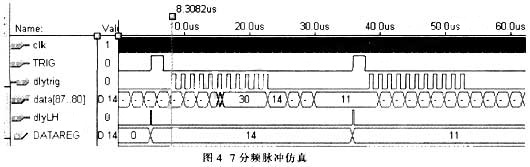 8.3082us
Name: Val 0.0us 10.0us 20.0us 30.0us 40.0us 50.0us 60.0u
clk 1
TRIG 0
dlytrig 0
data[87..80] D 14 30 14 11
dlyLH 0
DATAREG D 14 0 14 11
图 4-7 分频脉冲仿真